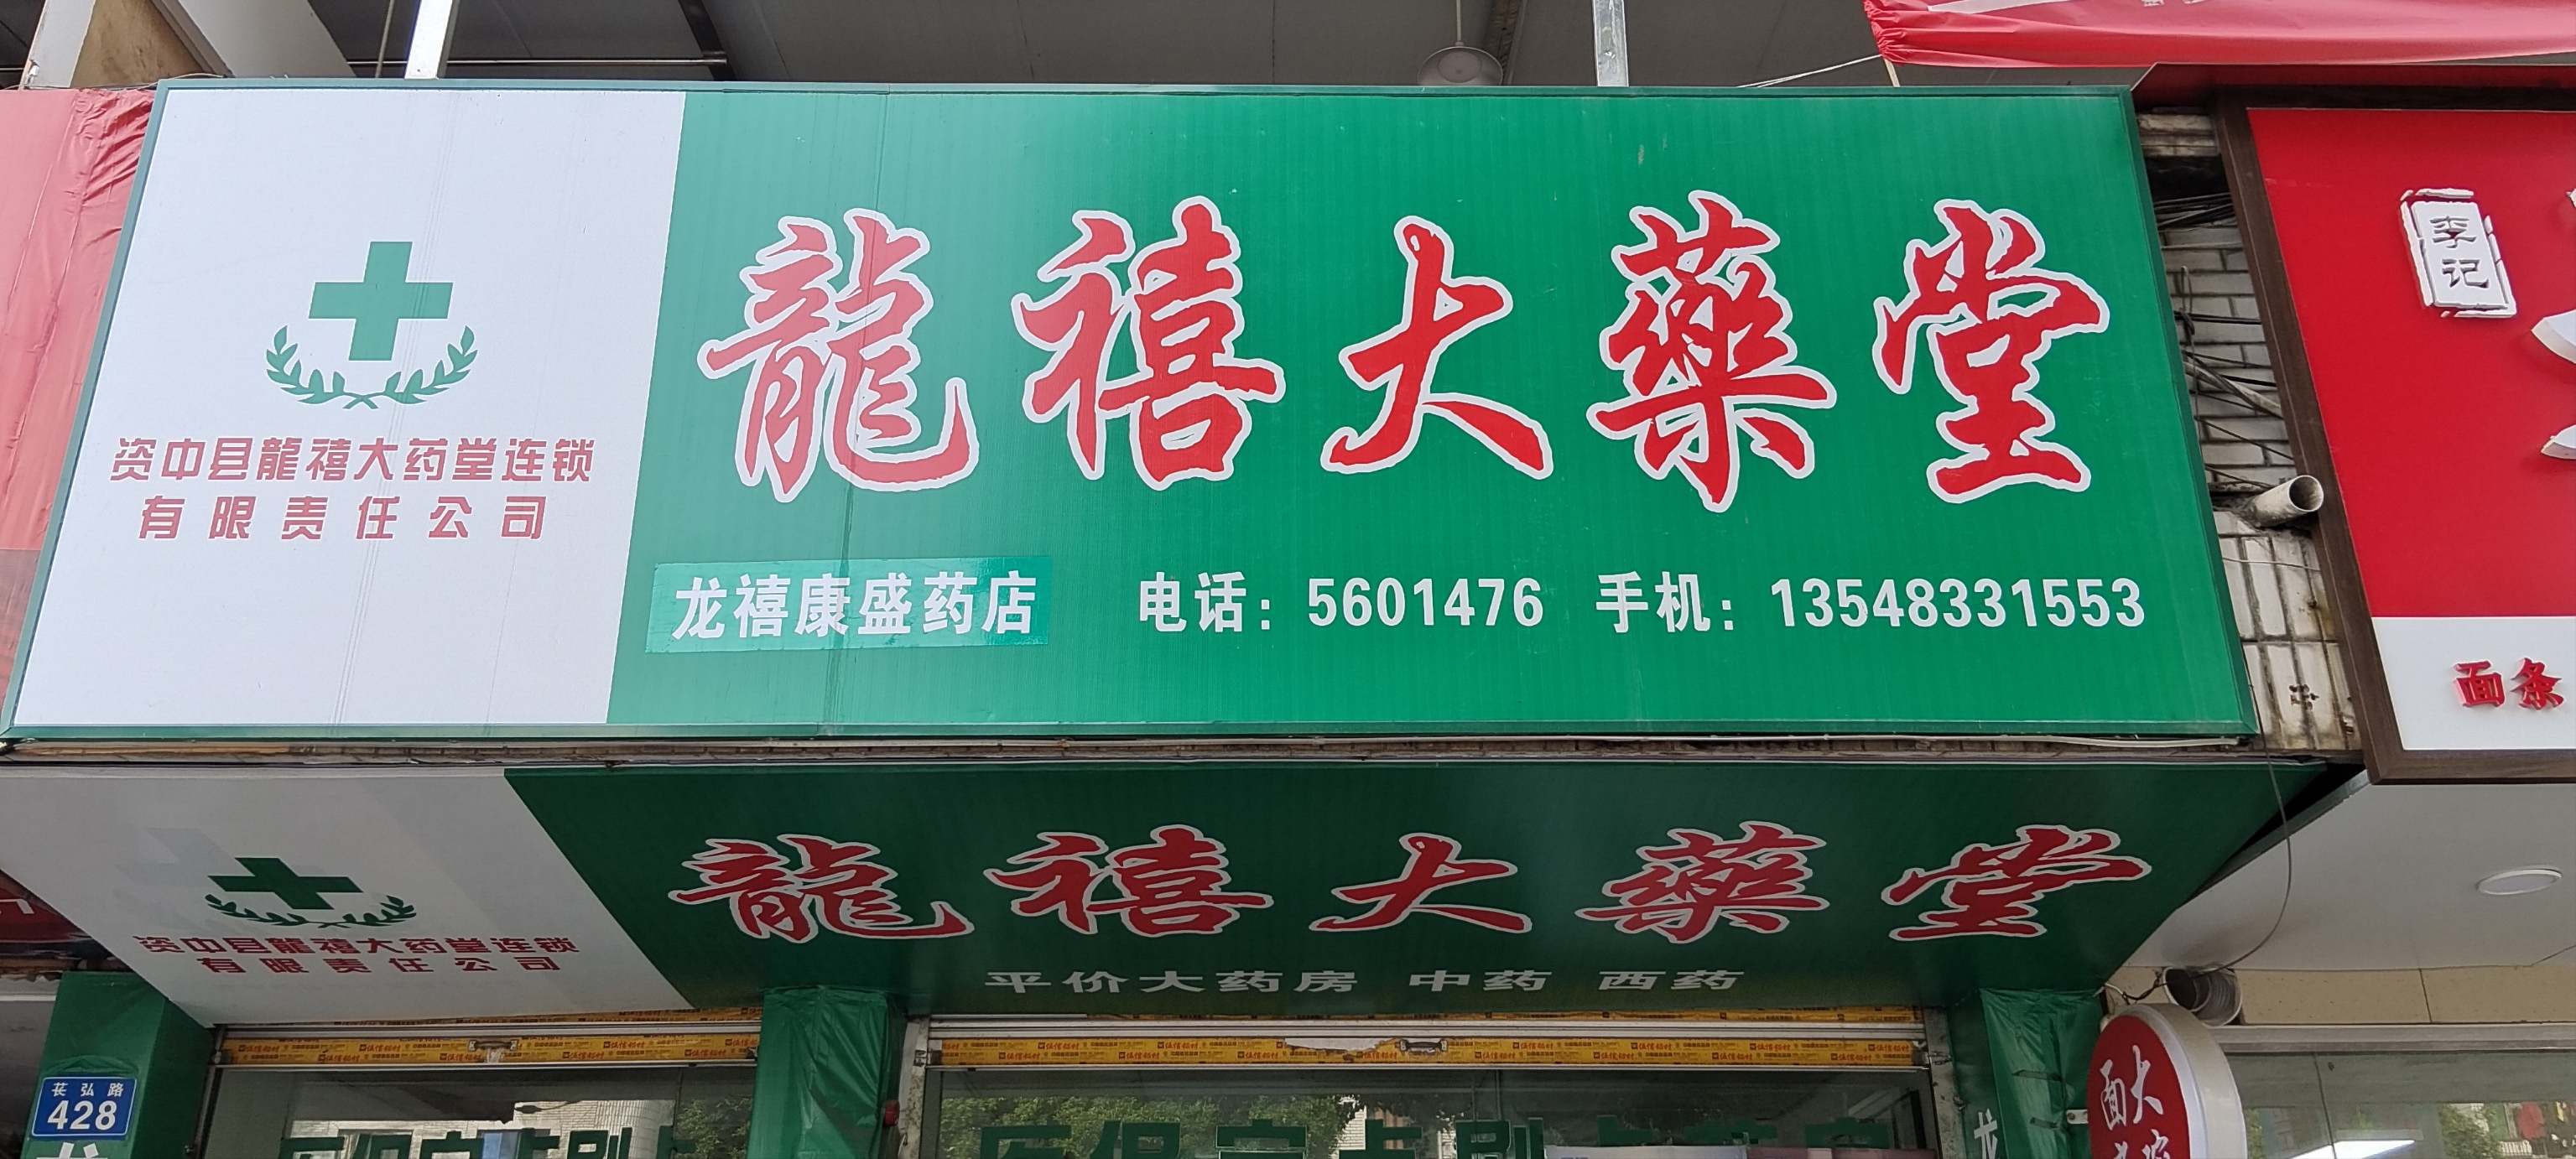 龍禧大藥堂
资中县龍禧大药堂连锁
有限责任公司
龙禧康盛药店 电话：5601476 手机：13548331553
李记
面条
龍禧大藥堂
资中县龍禧大药堂连锁
有限责任公司
平价大药房 中药 西药
苌弘路
428